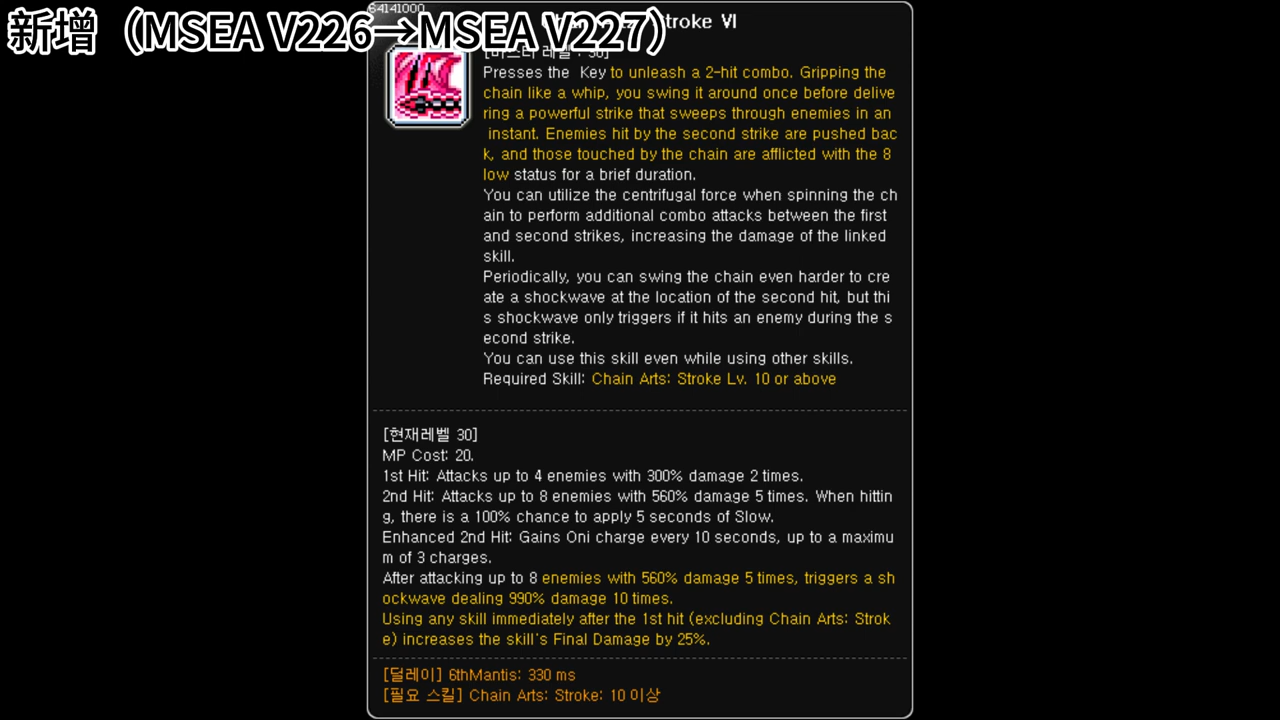 64141000
新增（MSEA V226→MSEA V227）
Stroke VI
Presses the  Key to unleash a 2-hit combo. Gripping the
chain like a whip, you swing it around once before delive
ring a powerful strike that sweeps through enemies in an
instant. Enemies hit by the second strike are pushed bac
k, and those touched by the chain are afflicted with the 8
low status for a brief duration.
You can utilize the centrifugal force when spinning the ch
ain to perform additional combo attacks between the first
and second strikes, increasing the damage of the linked
skill.
Periodically, you can swing the chain even harder to cre
ate a shockwave at the location of the second hit, but thi
s shockwave only triggers if it hits an enemy during the s
econd strike.
You can use this skill even while using other skills.
Required Skill: Chain Arts: Stroke Lv. 10 or above
[현재레벨 30]
MP Cost: 20.
1st Hit: Attacks up to 4 enemies with 300% damage 2 times.
2nd Hit: Attacks up to 8 enemies with 560% damage 5 times. When hittin
g, there is a 100% chance to apply 5 seconds of Slow.
Enhanced 2nd Hit: Gains Oni charge every 10 seconds, up to a maximu
m of 3 charges.
After attacking up to 8 enemies with 560% damage 5 times, triggers a sh
ockwave dealing 990% damage 10 times.
Using any skill immediately after the 1st hit (excluding Chain Arts: Strok
e) increases the skill's Final Damage by 25%.
[딜레이] 6thMantis: 330 ms
[필요 스킬] Chain Arts: Stroke: 10 이상